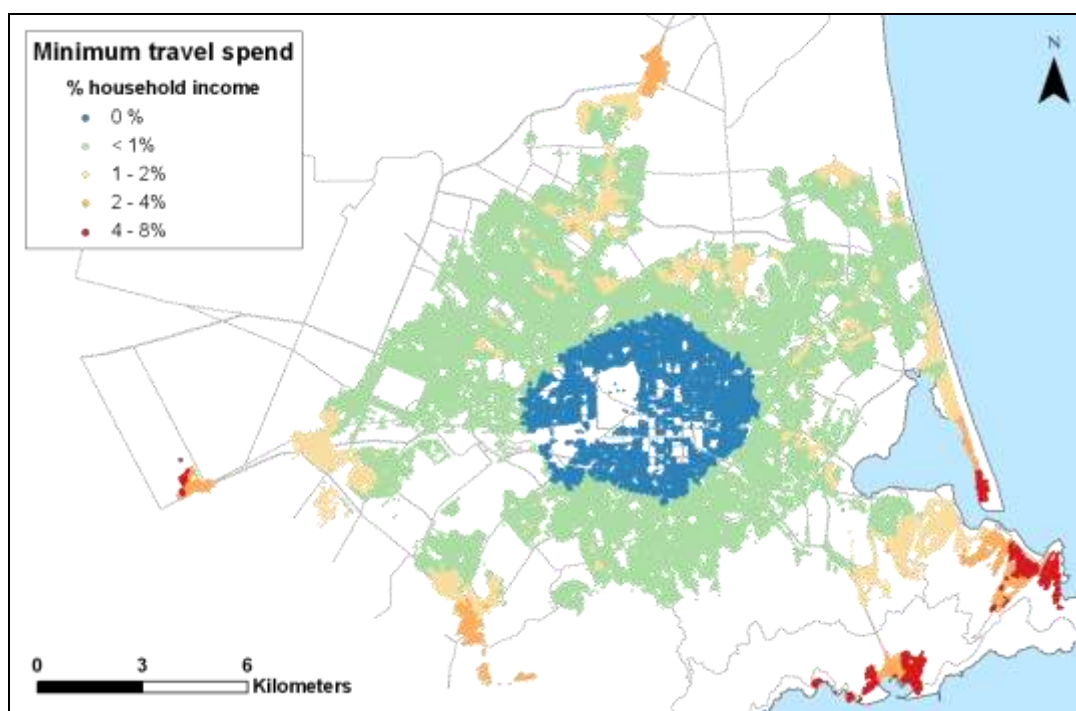 Minimum travel spend
% household income
0 %
< 1%
1 - 2%
2 - 4%
4 - 8%
N
0 3 6
Kilometers